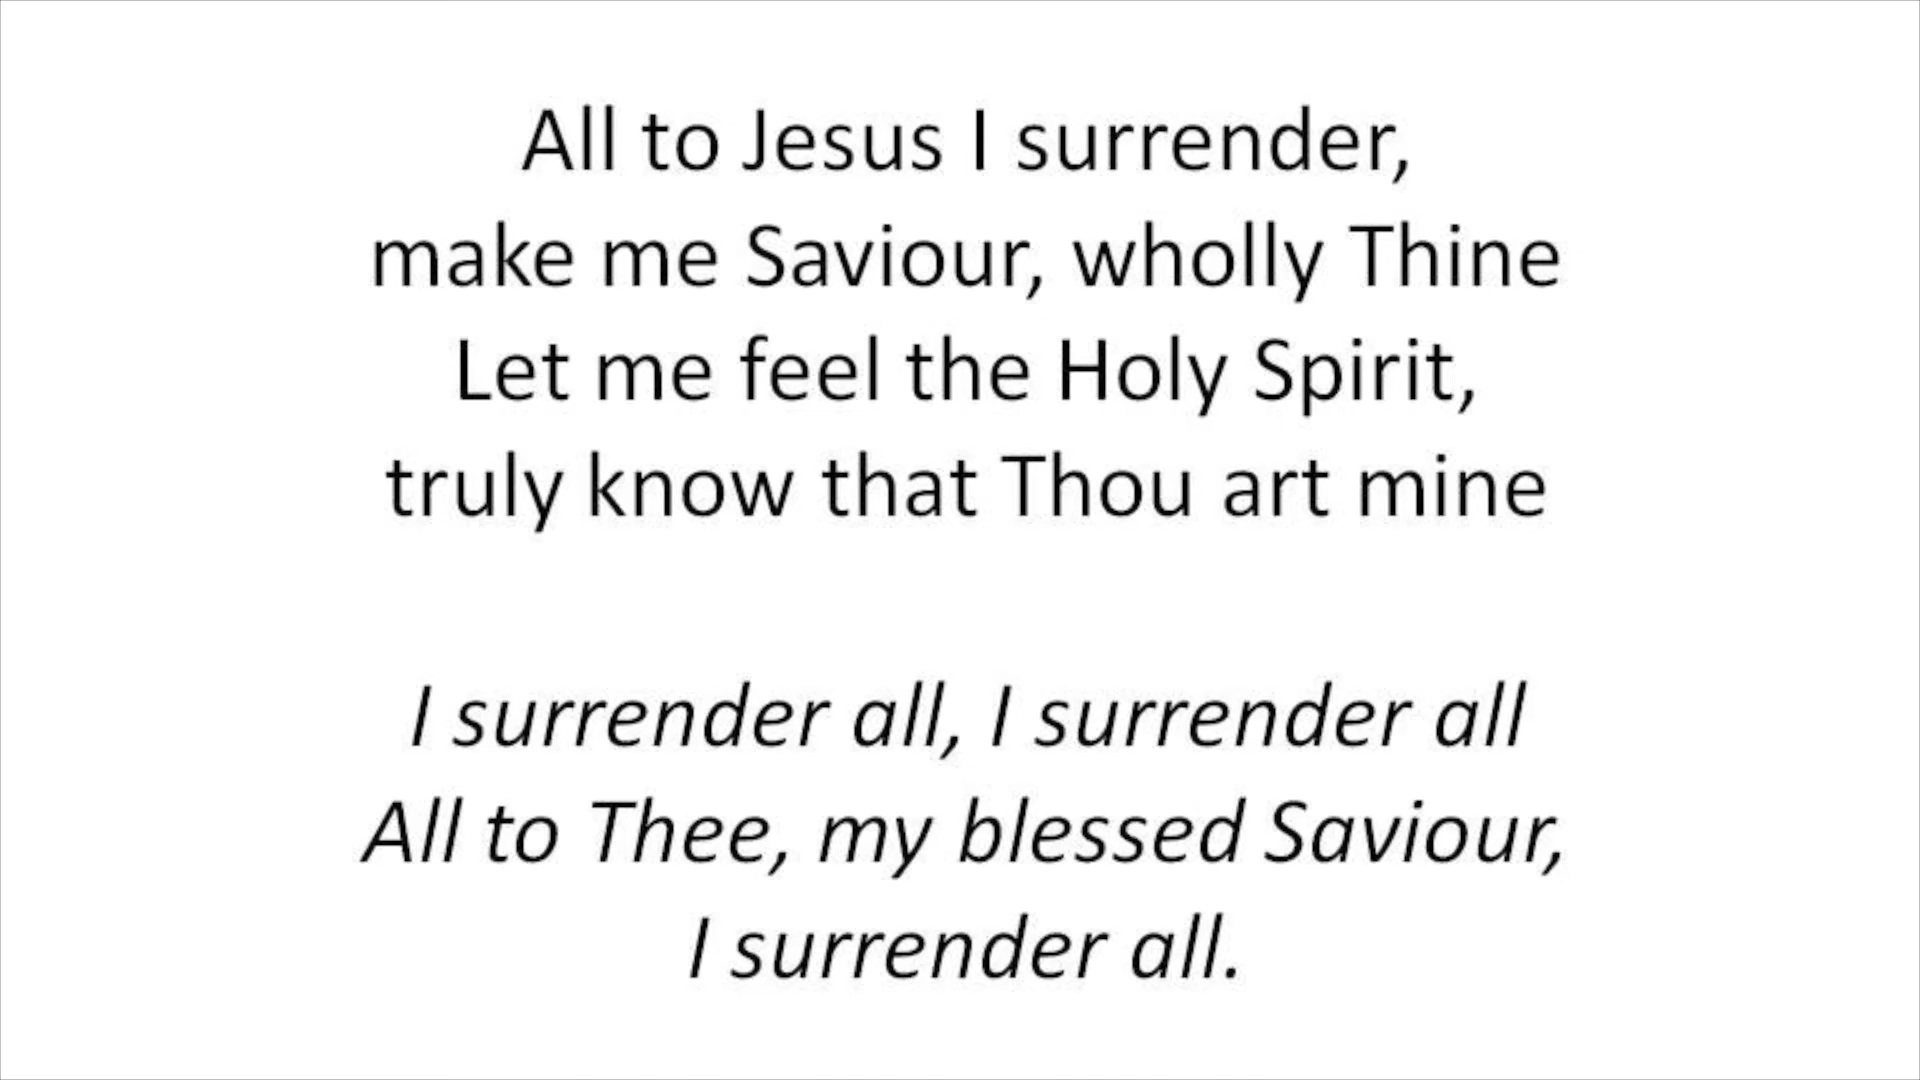 All to Jesus I surrender,
make me Saviour, wholly Thine
Let me feel the Holy Spirit,
truly know that Thou art mine
I surrender all, I surrender all
All to Thee, my blessed Saviour,
I surrender all.